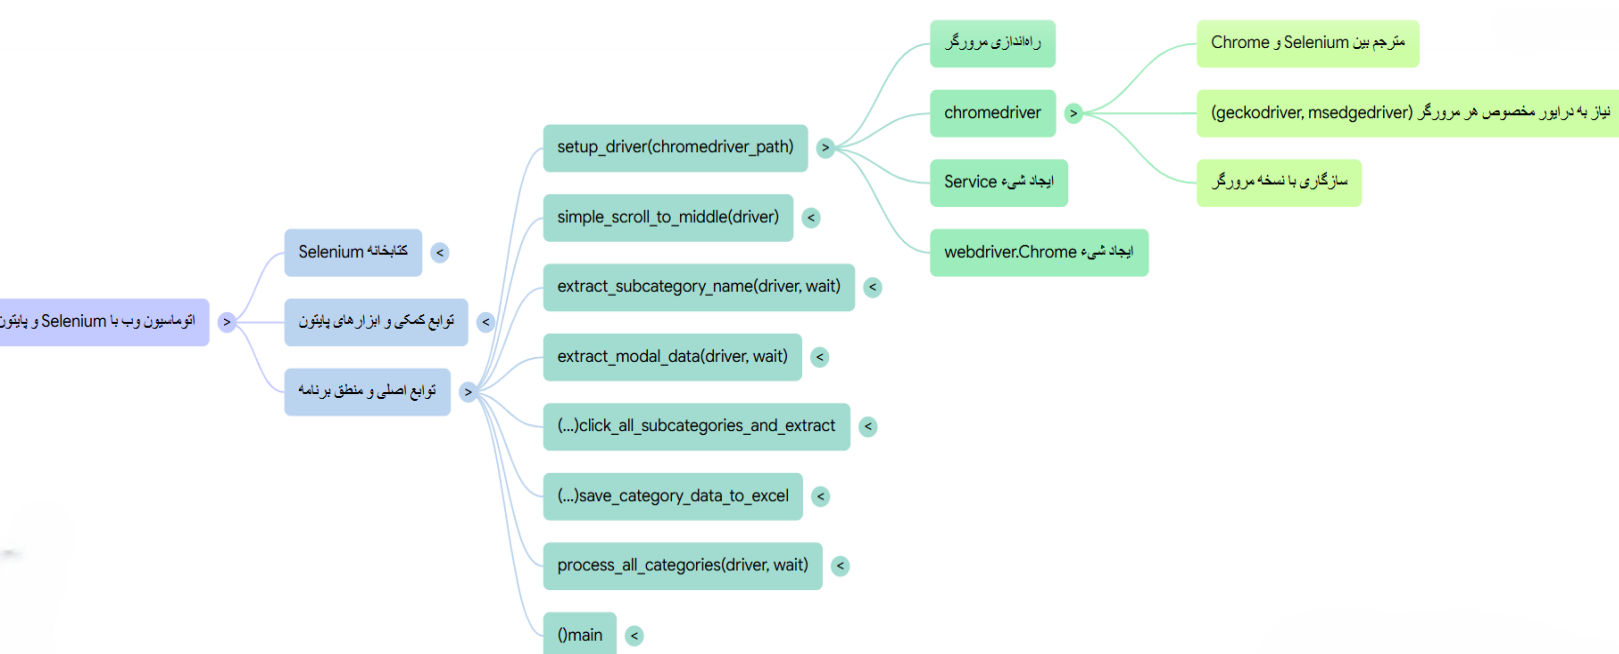 اتوماسیون وب با Selenium و پایتون
کتابخانه Selenium
توابع کمکی و ابزارهای پایتون
توابع اصلی و منطق برنامه
setup_driver(chromedriver_path)
simple_scroll_to_middle(driver)
extract_subcategory_name(driver, wait)
extract_modal_data(driver, wait)
(...)click_all_subcategories_and_extract
(...)save_category_data_to_excel
process_all_categories(driver, wait)
()main
راه‌اندازی مرورگر
chromedriver
ایجاد شیء Service
ایجاد شیء webdriver.Chrome
مترجم بین Selenium و Chrome
نیاز به درایور مخصوص هر مرورگر (geckodriver, msedgedriver)
سازگاری با نسخه مرورگر